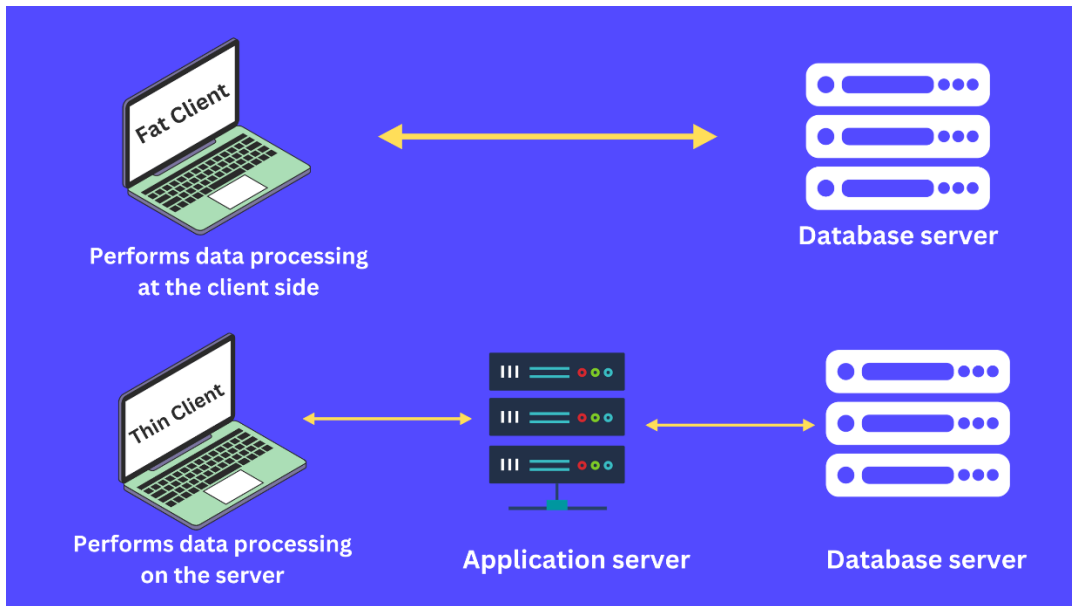 Fat Client
Performs data processing
at the client side
Database server
Thin Client
Performs data processing
on the server
Application server
Database server